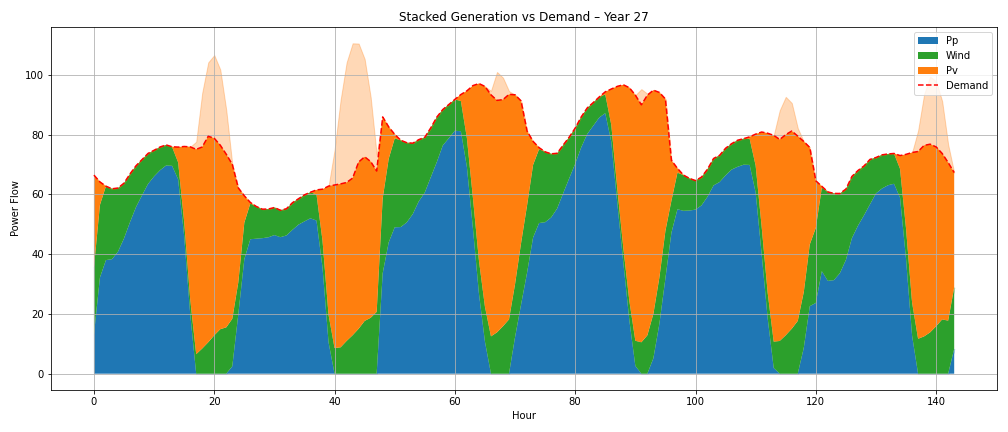 Stacked Generation vs Demand – Year 27
Pp
Wind
Pv
Demand
Power Flow
100
80
60
40
20
0
0 20 40 60 80 100 120 140
Hour